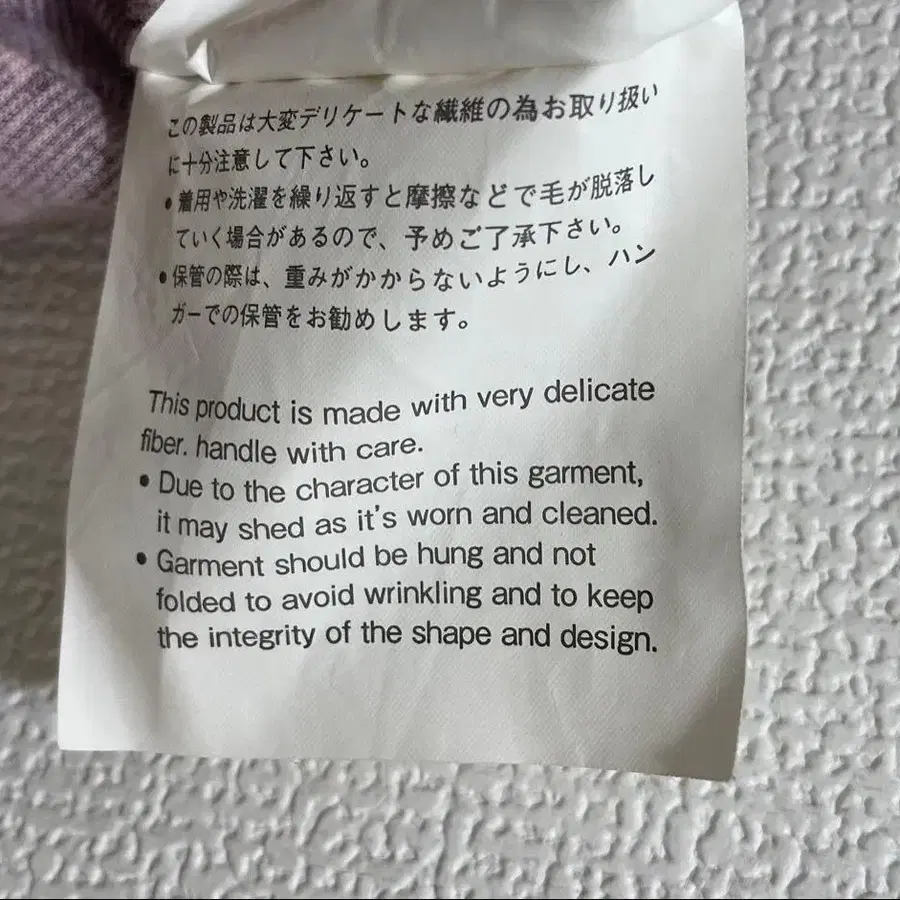 この製品は大変デリケートな繊維の為お取り扱い
に十分注意して下さい。
•着用や洗濯を繰り返すと摩擦などで毛が脱落し
ていく場合があるので、予めご了承下さい。
•保管の際は、重みがかからないようにし、ハン
ガーでの保管をお勧めします。
This product is made with very delicate
fiber. handle with care.
• Due to the character of this garment,
it may shed as it's worn and cleaned.
• Garment should be hung and not
folded to avoid wrinkling and to keep
the integrity of the shape and design.